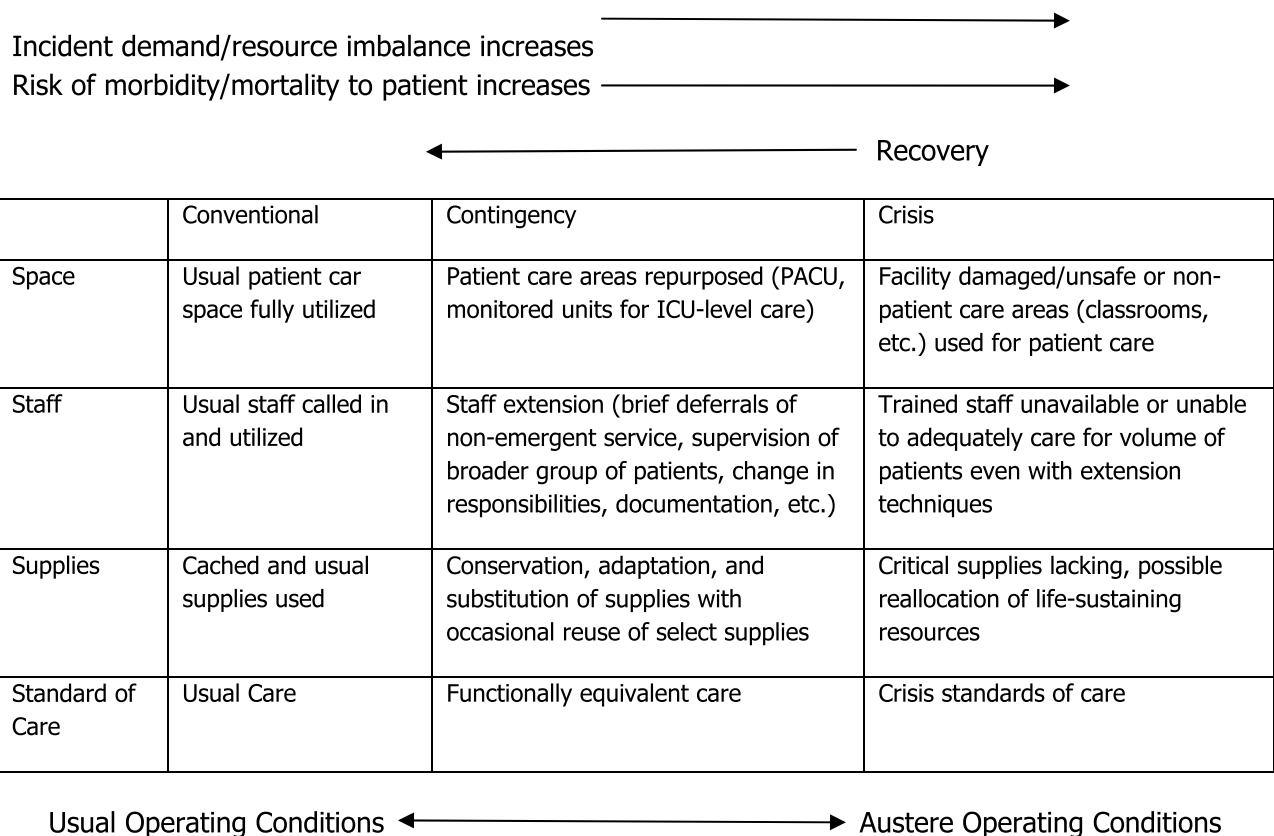 Incident demand/resource imbalance increases
Risk of morbidity/mortality to patient increases
Recovery
Conventional
Contingency
Crisis
Space
Usual patient car
space fully utilized
Patient care areas repurposed (PACU,
monitored units for ICU-level care)
Facility damaged/unsafe or non-
patient care areas (classrooms,
etc.) used for patient care
Staff
Usual staff called in
and utilized
Staff extension (brief deferrals of
non-emergent service, supervision of
broader group of patients, change in
responsibilities, documentation, etc.)
Trained staff unavailable or unable
to adequately care for volume of
patients even with extension
techniques
Supplies
Cached and usual
supplies used
Conservation, adaptation, and
substitution of supplies with
occasional reuse of select supplies
Critical supplies lacking, possible
reallocation of life-sustaining
resources
Standard of
Care
Usual Care
Functionally equivalent care
Crisis standards of care
Usual Operating Conditions
Austere Operating Conditions